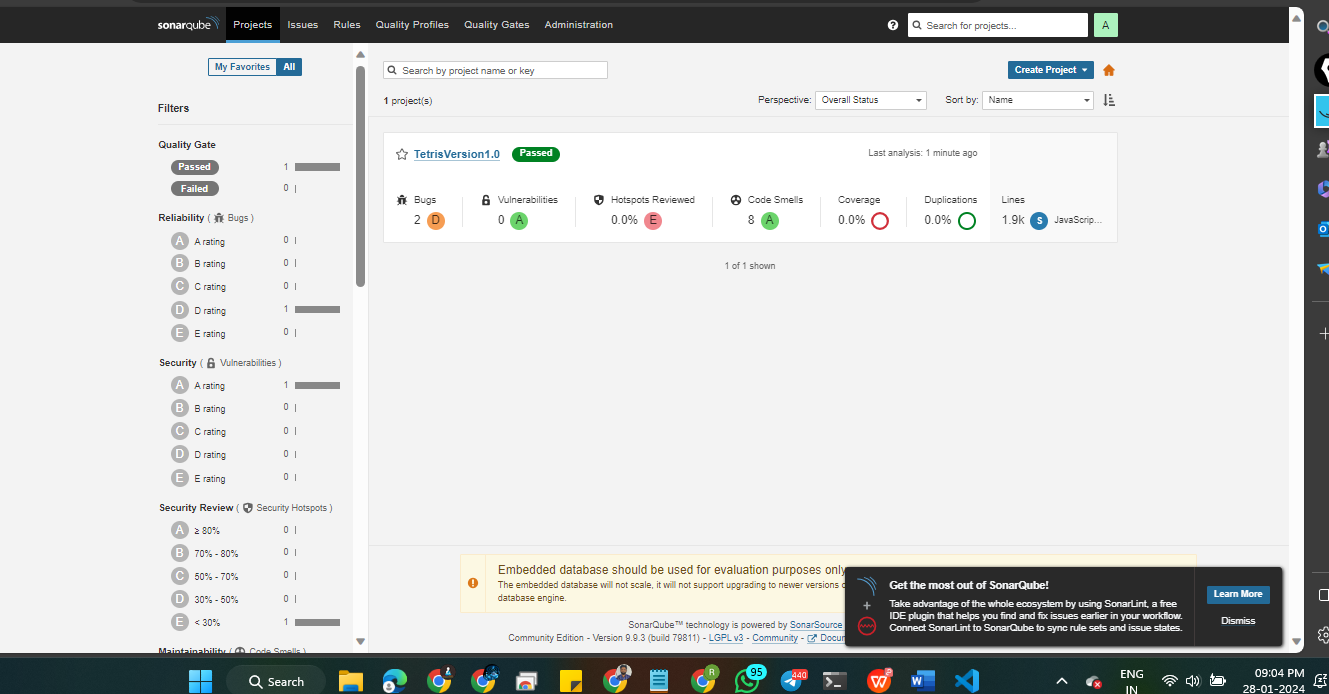 sonarqube Projects Issues Rules Quality Profiles Quality Gates Administration Search for projects... A
My Favorites All
Filters
Quality Gate
Passed 1
Failed 0
Reliability ( Bugs )
A A rating 0
B B rating 0
C C rating 0
D D rating 1
E E rating 0
Security ( Vulnerabilities )
A A rating 1
B B rating 0
C C rating 0
D D rating 0
E E rating 0
Security Review ( Security Hotspots )
A ≥ 80% 0
B 70% - 80% 0
C 50% - 70% 0
D 30% - 50% 0
E < 30% 1
Maintainability ( Code Smells )
Search by project name or key
Create Project
1 project(s)
Perspective: Overall Status Sort by: Name
TetrisVersion1.0 Passed Last analysis: 1 minute ago
Bugs Vulnerabilities Hotspots Reviewed Code Smells Coverage Duplications Lines
2 D 0 A 0.0% E 8 A 0.0% 0.0% 1.9k S JavaScrip...
1 of 1 shown
Embedded database should be used for evaluation purposes only
The embedded database will not scale, it will not support upgrading to newer versions
database engine.
SonarQube™ technology is powered by SonarSource
Community Edition - Version 9.9.3 (build 79811) - LGPL v3 - Community -
Get the most out of SonarQube!
Take advantage of the whole ecosystem by using SonarLint, a free
IDE plugin that helps you find and fix issues earlier in your workflow.
Connect SonarLint to SonarQube to sync rule sets and issue states.
Learn More
Dismiss
Search
R
95
440
ENG
IN
09:04 PM
28-01-2024